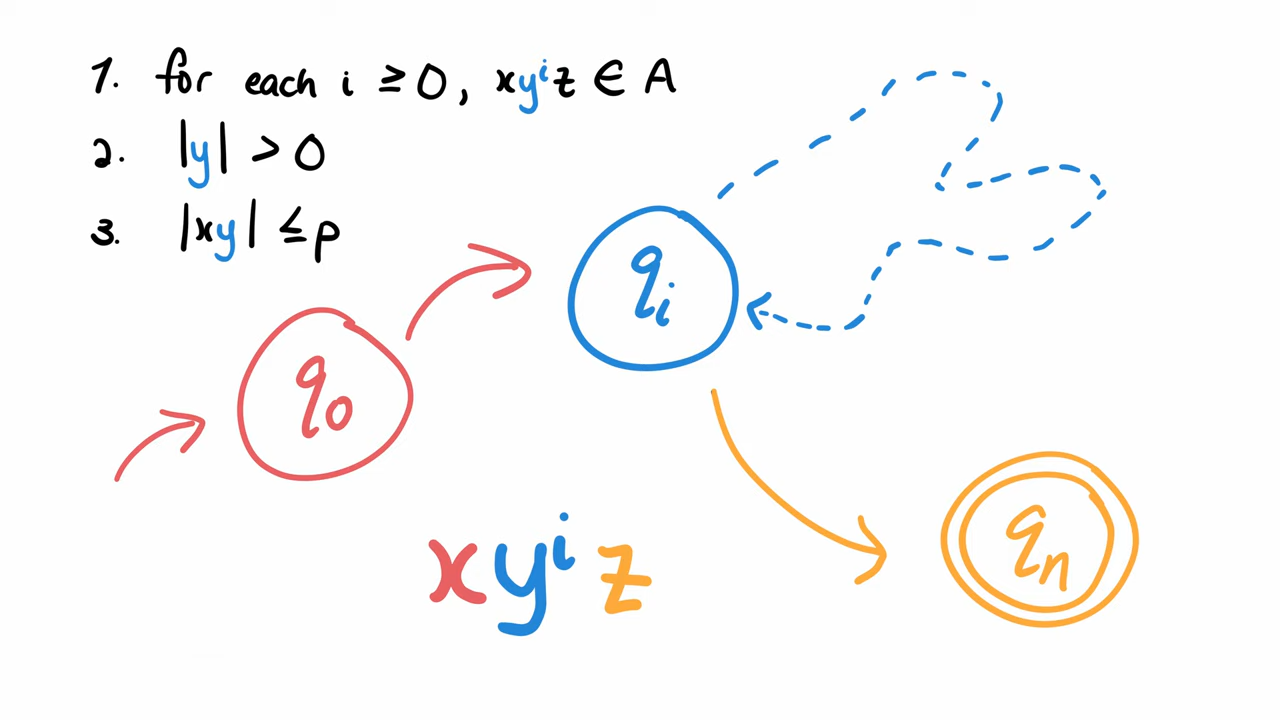 1. for each i ≥ 0, xyⁱz ∈ A
2. |y| > 0
3. |xy| ≤ p
qᵢ
q₀
qₙ
xyⁱz